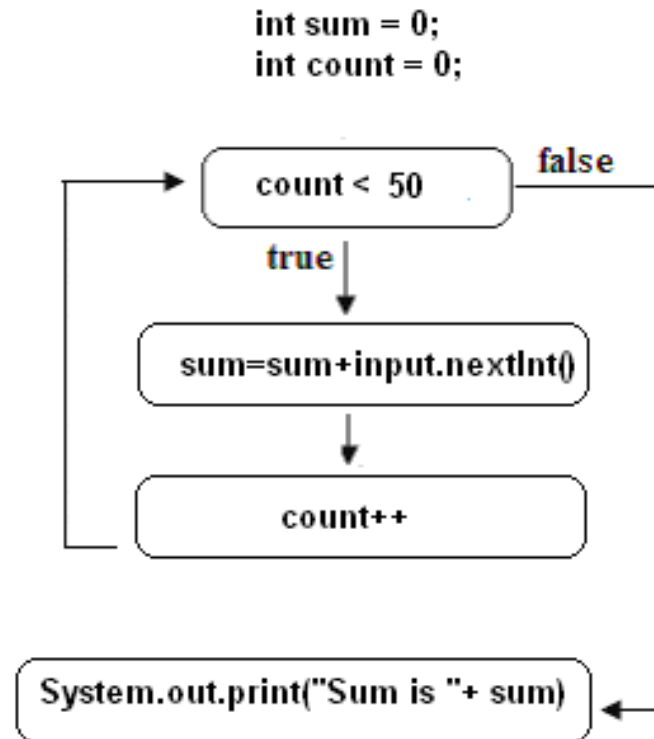 int sum = 0;
int count = 0;
count < 50
false
true
sum=sum+input.nextInt()
count++
System.out.print("Sum is "+ sum)